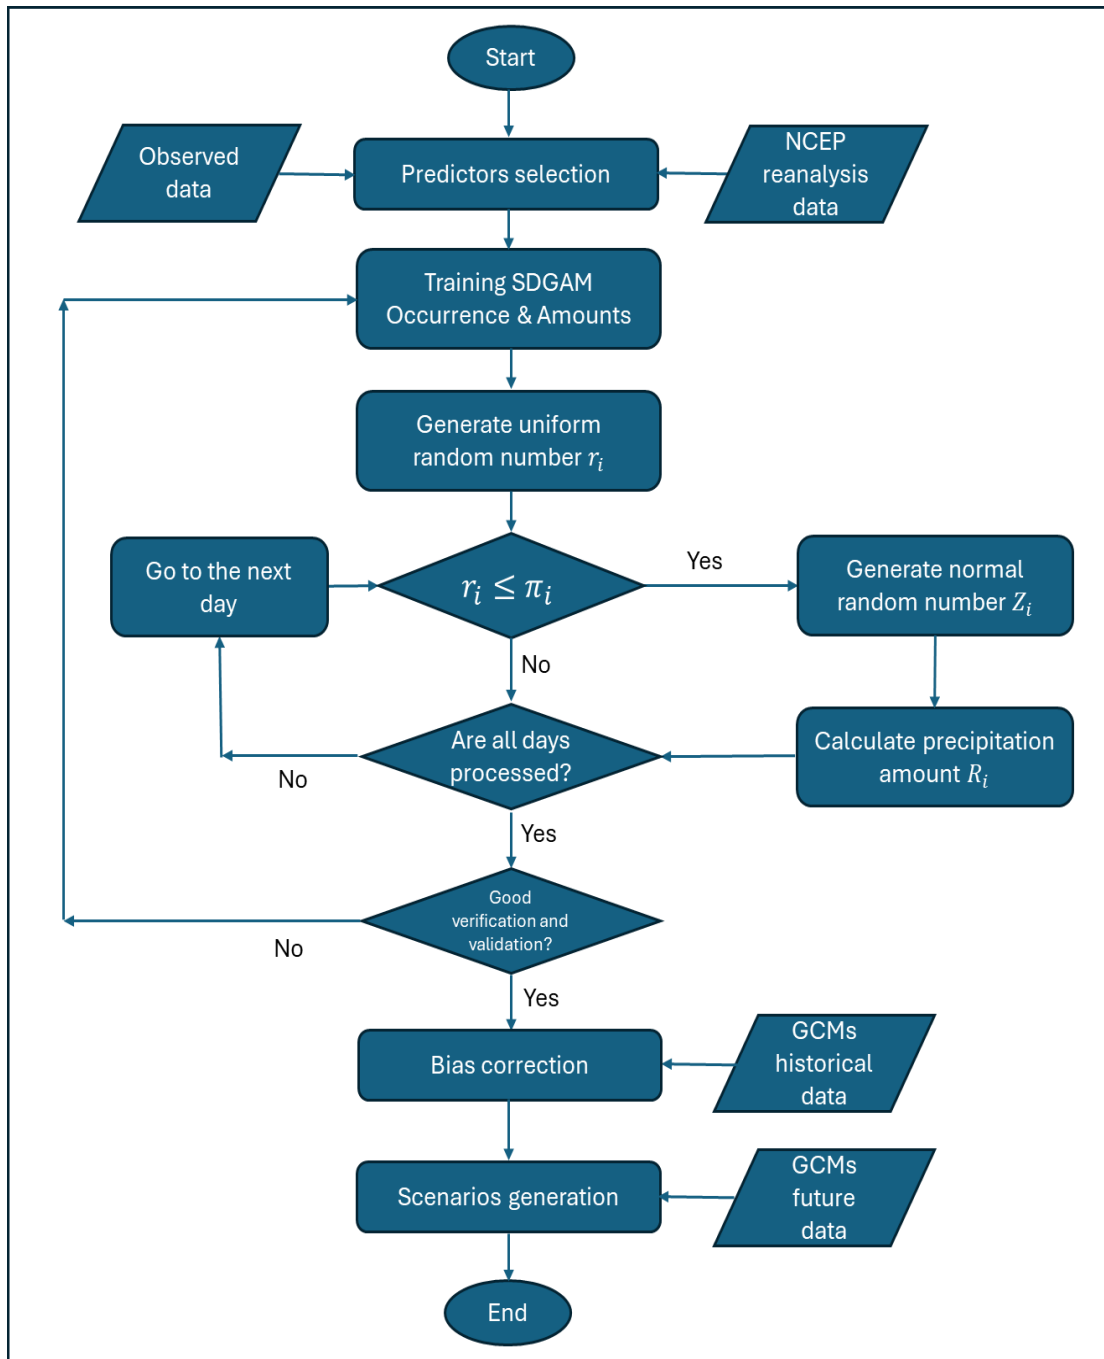 Start
Observed
data
Predictors selection
NCEP
reanalysis
data
Training SDGAM
Occurrence & Amounts
Generate uniform
random number rᵢ
Go to the next
day
rᵢ ≤ πᵢ
Yes
Generate normal
random number Zᵢ
No
Are all days
processed?
Calculate precipitation
amount Rᵢ
No
Yes
Good
verification and
validation?
No
Yes
Bias correction
GCMs
historical
data
Scenarios generation
GCMs
future
data
End